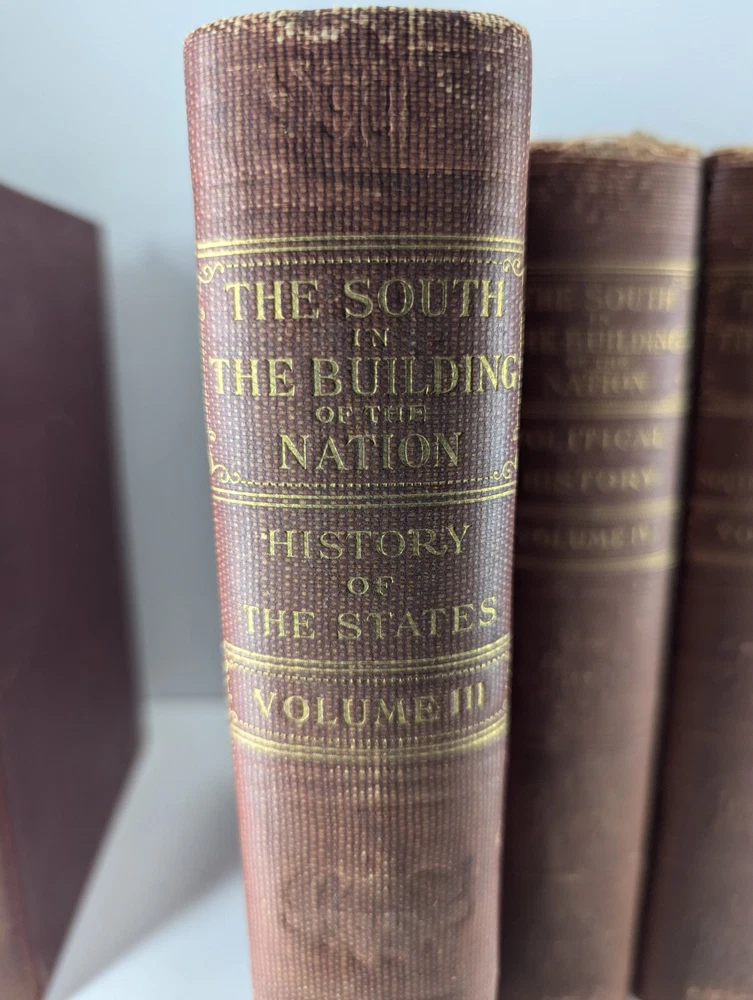 THE SOUTH
IN
THE BUILDING
OF THE
NATION
HISTORY
OF
THE STATES
VOLUME III
THE SOUTH
IN
THE BUILDING
OF THE
NATION
POLITICAL
HISTORY
VOLUME IV